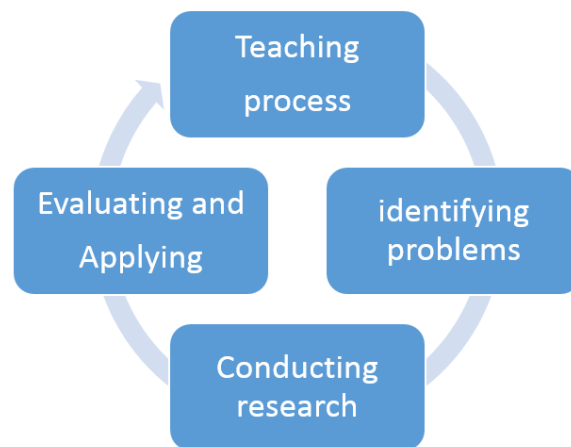 Teaching
process
identifying
problems
Conducting
research
Evaluating and
Applying